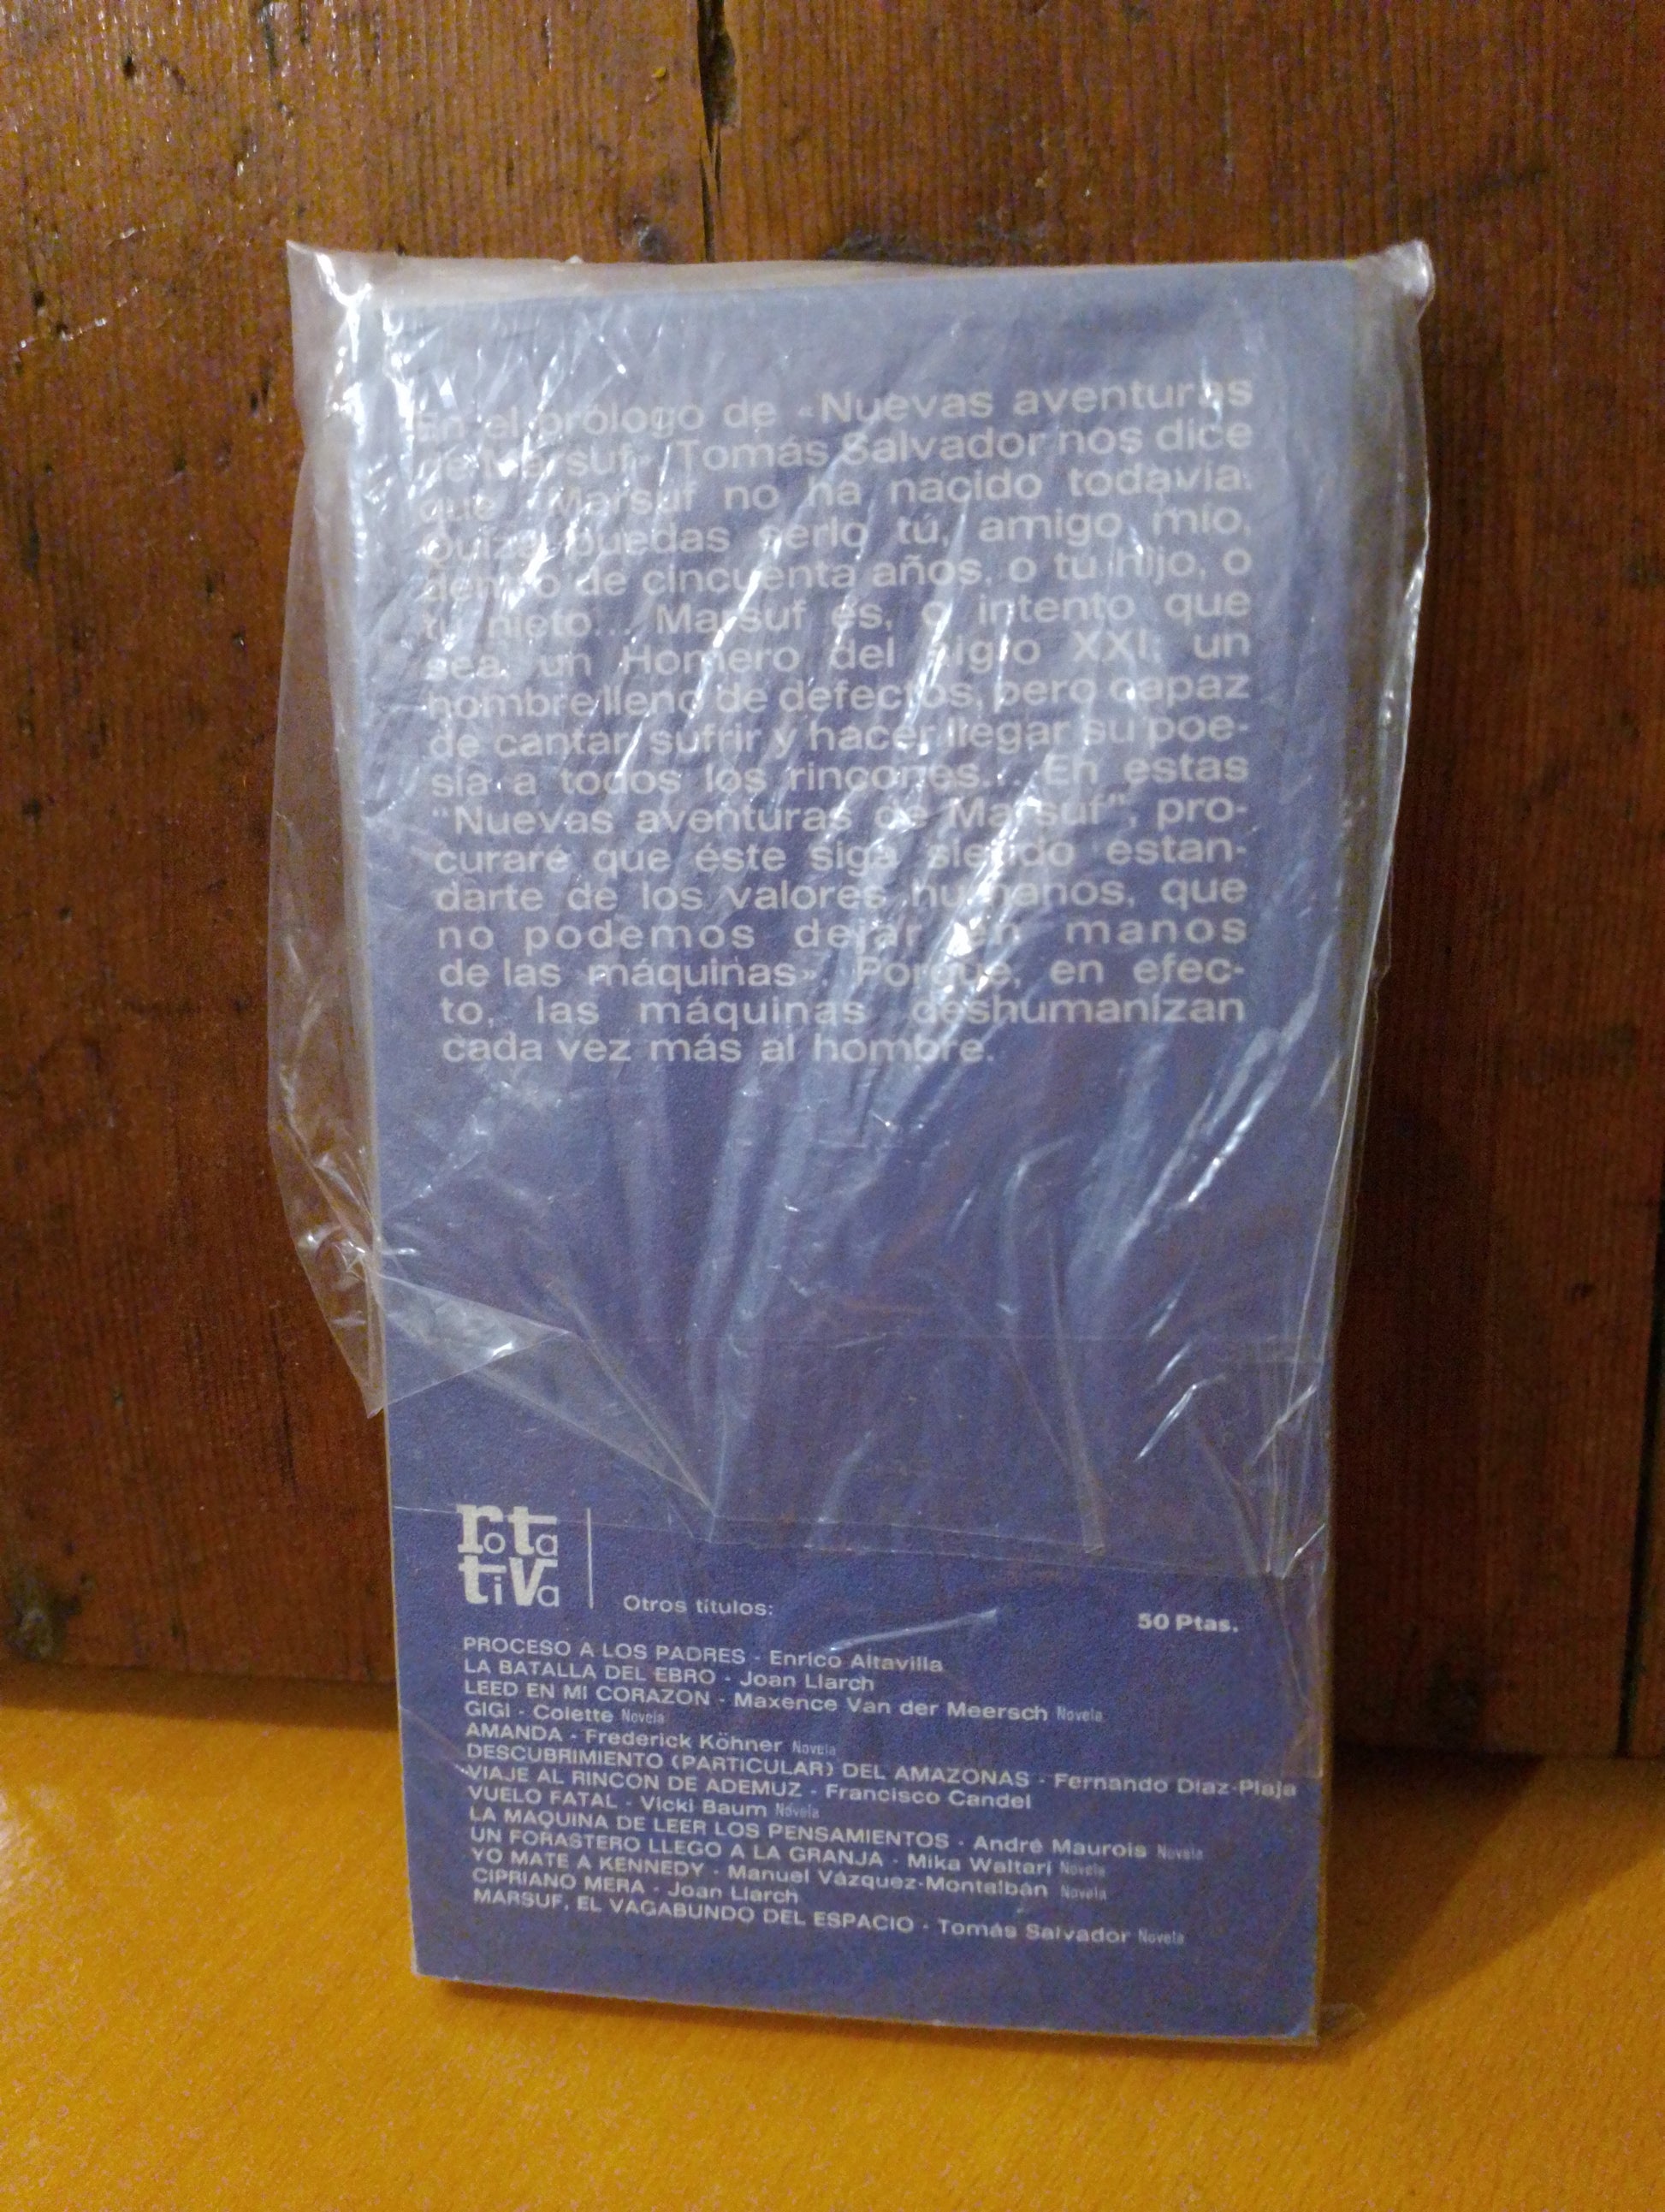 En el prólogo de «Nuevas aventuras
de Marsuf» Tomás Salvador nos dice
que "Marsuf no ha nacido todavía.
Quizá puedas serlo tú, amigo mío,
dentro de cincuenta años, o tu hijo, o
tu nieto... Marsuf es, o intento que
sea, un Homero del siglo XXI; un
hombre lleno de defectos, pero capaz
de cantar, sufrir y hacer llegar su poe-
sía a todos los rincones... En estas
"Nuevas aventuras de Marsuf", pro-
curaré que éste siga siendo estan-
darte de los valores humanos, que
no podemos dejar en manos
de las máquinas». Porque, en efec-
to, las máquinas deshumanizan
cada vez más al hombre.
rotativa
Otros títulos:
50 Ptas.
PROCESO A LOS PADRES - Enrico Altavilla
LA BATALLA DEL EBRO - Joan Llarch
LEED EN MI CORAZON - Maxence Van der Meersch Novela
GIGI - Colette Novela
AMANDA - Frederick Köhner Novela
DESCUBRIMIENTO (PARTICULAR) DEL AMAZONAS - Fernando Díaz-Plaja
VIAJE AL RINCON DE ADEMUZ - Francisco Candel
VUELO FATAL - Vicki Baum Novela
LA MAQUINA DE LEER LOS PENSAMIENTOS - André Maurois Novela
UN FORASTERO LLEGO A LA GRANJA - Mika Waltari Novela
YO MATE A KENNEDY - Manuel Vázquez-Montalbán Novela
CIPRIANO MERA - Joan Llarch
MARSUF, EL VAGABUNDO DEL ESPACIO - Tomás Salvador Novela